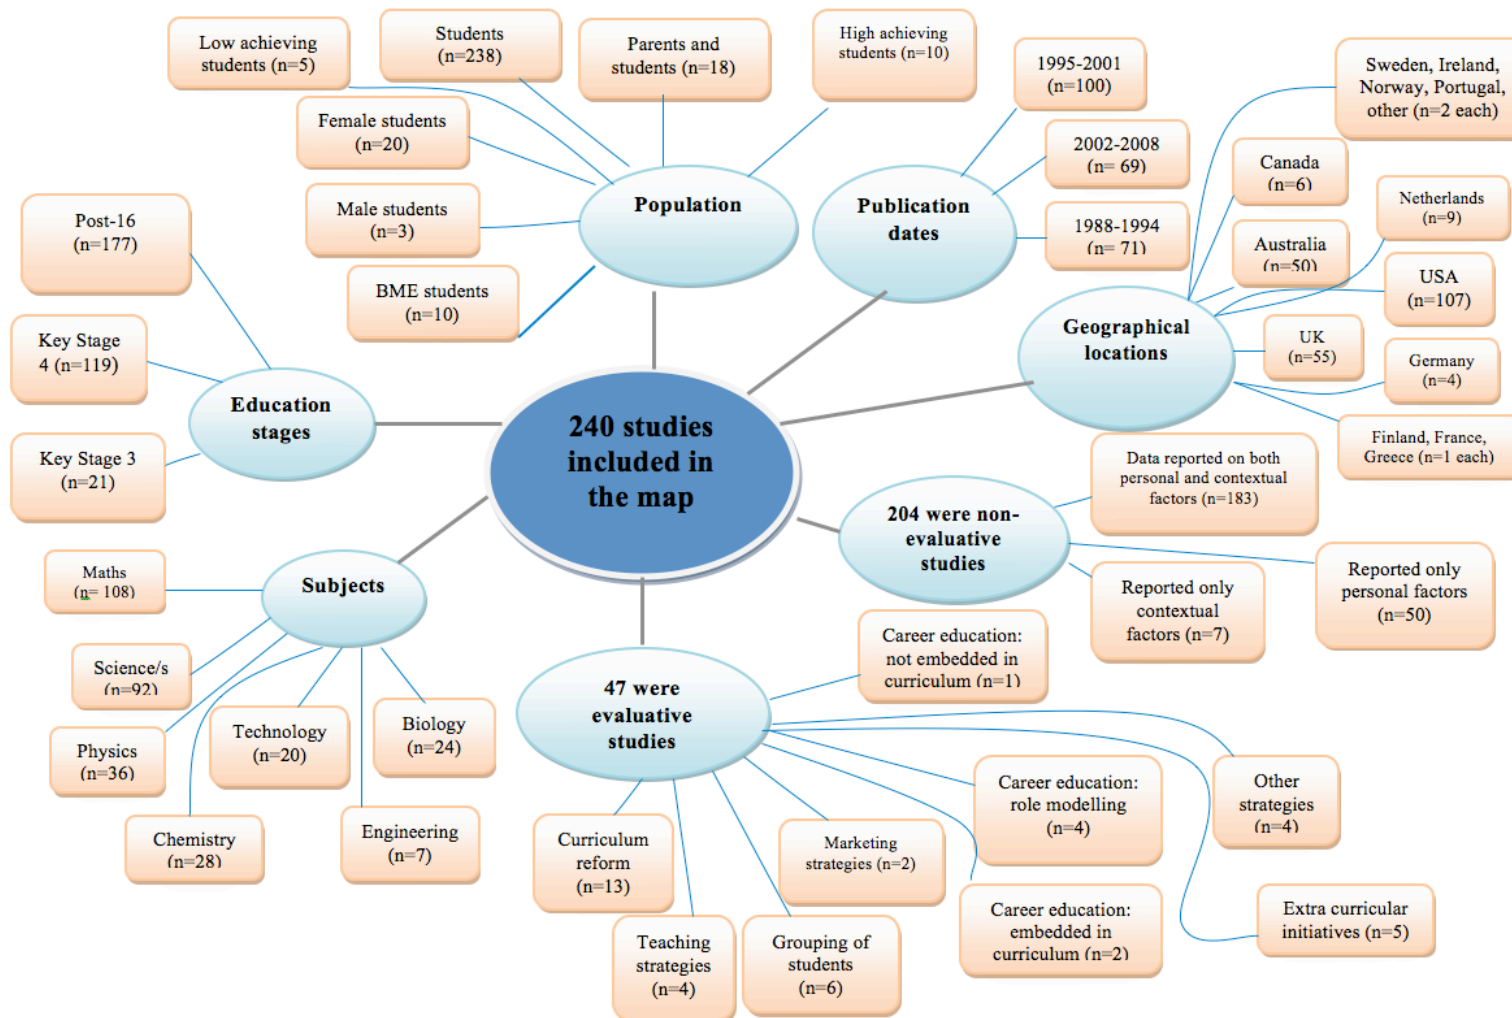 Low achieving
students (n=5)
Students
(n=238)
Parents and
students (n=18)
High achieving
students (n=10)
Female students
(n=20)
Male students
(n=3)
BME students
(n=10)
Population
1995-2001
(n=100)
2002-2008
(n= 69)
1988-1994
(n= 71)
Publication
dates
Sweden, Ireland,
Norway, Portugal,
other (n=2 each)
Canada
(n=6)
Netherlands
(n=9)
Australia
(n=50)
USA
(n=107)
UK
(n=55)
Germany
(n=4)
Finland, France,
Greece (n=1 each)
Geographical
locations
Post-16
(n=177)
Key Stage
4 (n=119)
Key Stage 3
(n=21)
Education
stages
240 studies
included in
the map
Data reported on both
personal and contextual
factors (n=183)
204 were non-
evaluative
studies
Reported only
contextual
factors (n=7)
Reported only
personal factors
(n=50)
Maths
(n= 108)
Subjects
Science/s
(n=92)
Physics
(n=36)
Technology
(n=20)
Biology
(n=24)
Chemistry
(n=28)
Engineering
(n=7)
47 were
evaluative
studies
Career education:
not embedded in
curriculum (n=1)
Career education:
role modelling
(n=4)
Other
strategies
(n=4)
Curriculum
reform
(n=13)
Marketing
strategies (n=2)
Teaching
strategies
(n=4)
Grouping of
students
(n=6)
Career education:
embedded in
curriculum (n=2)
Extra curricular
initiatives (n=5)